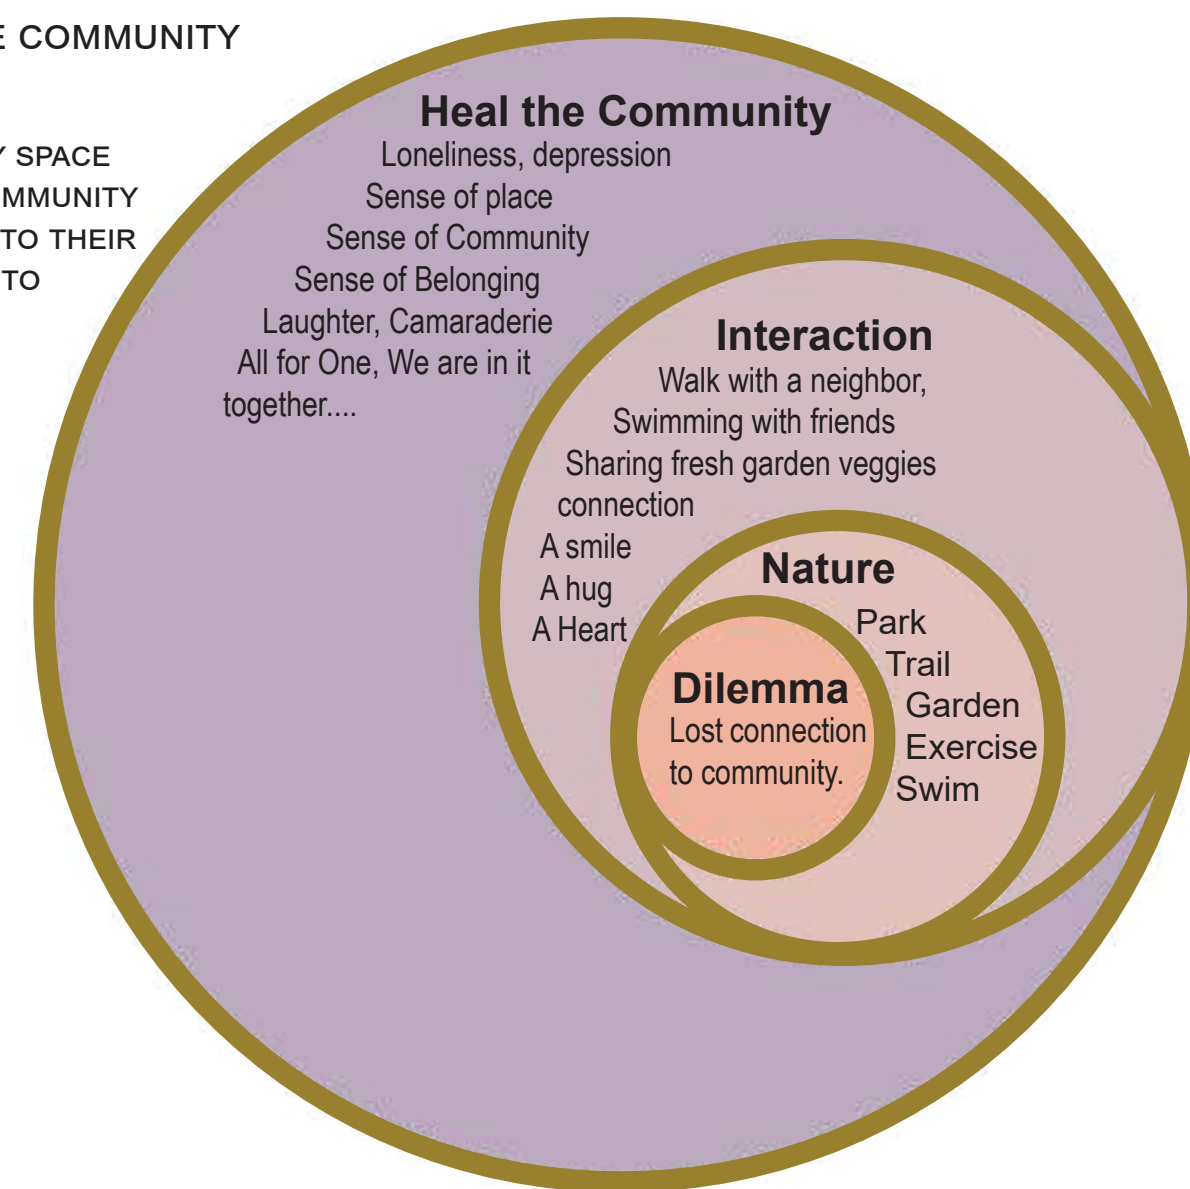 E COMMUNITY
Y SPACE
OMMUNITY
TO THEIR
TO
Heal the Community
Loneliness, depression
Sense of place
Sense of Community
Sense of Belonging
Laughter, Camaraderie
All for One, We are in it
together....
Interaction
Walk with a neighbor,
Swimming with friends
Sharing fresh garden veggies
connection
A smile
A hug
A Heart
Nature
Park
Trail
Garden
Exercise
Swim
Dilemma
Lost connection
to community.